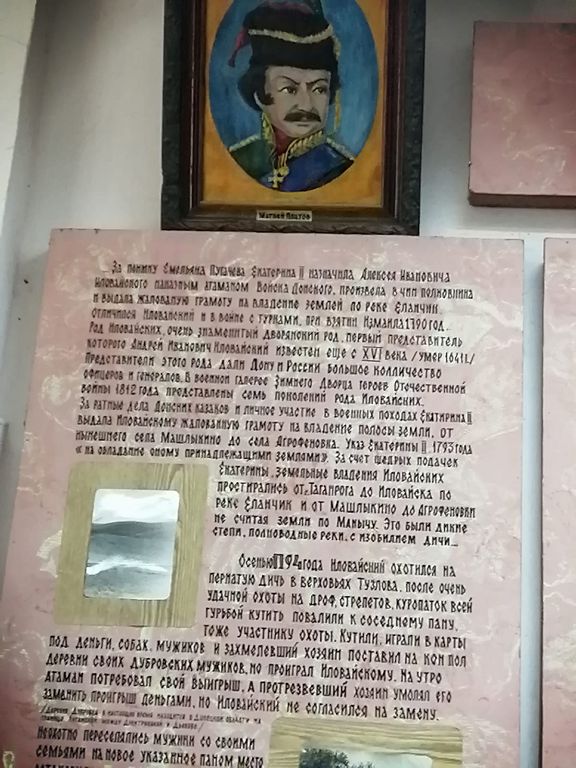 Матвей Платов
За поимку Емельяна Пугачева Екатерина II назначила Алексея Ивановича
Иловайского наказным атаманом Войска Донского, произвела в чин полковника
и выдала жалованую грамоту на владение землей по реке Еланчик
отличился Иловайский и в войне с турками, при взятии Измаила 1790 год...
Род Иловайских, очень знаменитый дворянский род, первый представитель
которого Андрей Иванович Иловайский известен еще с XVI века /умер 1641г./
Представители этого рода дали Дону и России большое колличество
офицеров и генералов. В военной галерее Зимнего Дворца героев Отечественной
войны 1812 года представлены семь поколений рода Иловайских.
За ратные дела Донских казаков и личное участие в военных походах Екатирина II
выдала Иловайскому жалованную грамоту на владение полосы земли, от
нынешнего села Машлыкино до села Агрофеновка. Указ Екатерины II 1793 года
« на овладание оному принадлежащими землями». За счет щедрых подачек
Екатерины, земельные владения Иловайских
простирались от г. Таганрога до Иловайска по
реке Еланчик и от Машлыкино до Агрофеновки
не считая земли по Манычу. Это были дикие
степи, полноводные реки, с изобилием дичи...
Осенью 1794 года Иловайский охотился на
пернатую дичь в верховьях Тузлова, после очень
удачной охоты на дроф, стрепетов, куропаток всей
гурьбой кутить повалили к соседному пану,
тоже участнику охоты. Кутили, играли в карты
под деньги, собак, мужиков и захмелевший хозяин поставил на кон пол
деревни своих Дубровских мужиков, но проиграл Иловайскому. На утро
атаман потребовал свой выигрыш, а протрезвевший хозяин умолял его
заменить проигрыш деньгами, но Иловайский не согласился на замену.
/деревня Дубровка в настоящее время находится в Донецкой области на
границе Луганской, между Дмитровкой и Дьяково/
Неохотно переселялись мужики со своими
семьями на новое указанное паном место